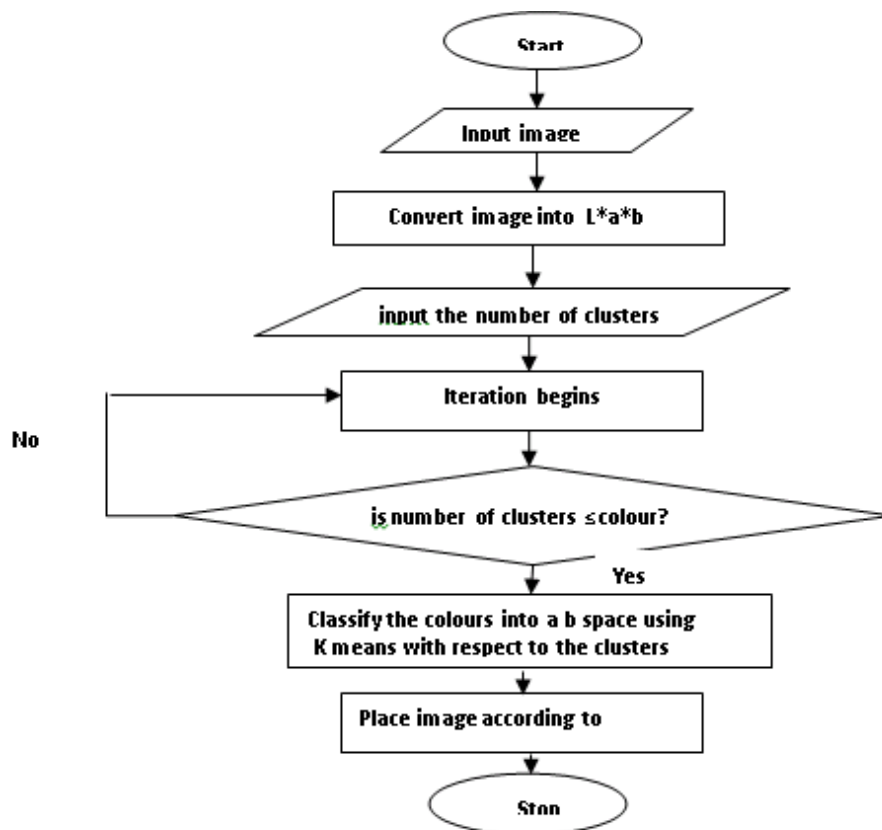 Start
Input image
Convert image into L*a*b
input the number of clusters
Iteration begins
No
is number of clusters ≤colour?
Yes
Classify the colours into a b space using
K means with respect to the clusters
Place image according to
Stop